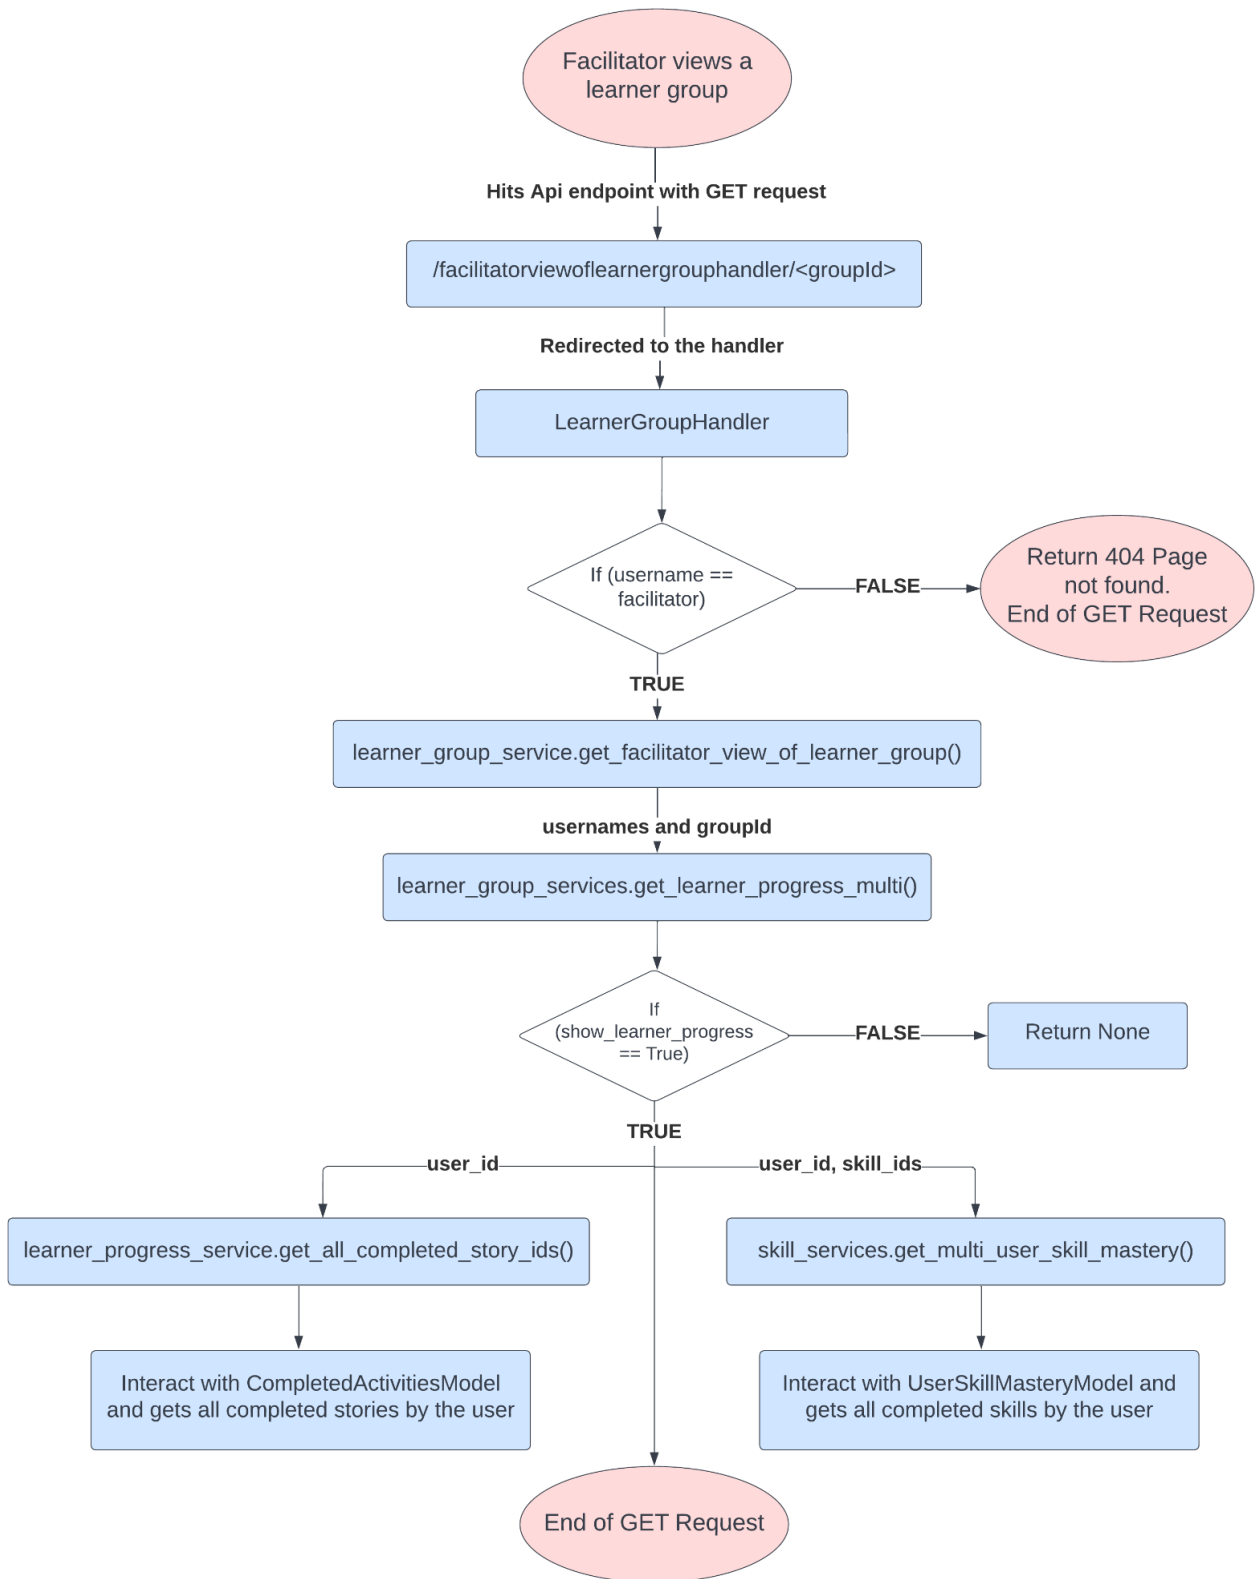 Facilitator views a
learner group
Hits Api endpoint with GET request
/facilitatorviewoflearnergrouphandler/<groupId>
Redirected to the handler
LearnerGroupHandler
If (username ==
facilitator)
FALSE
Return 404 Page
not found.
End of GET Request
TRUE
learner_group_service.get_facilitator_view_of_learner_group()
usernames and groupId
learner_group_services.get_learner_progress_multi()
If
(show_learner_progress
== True)
FALSE
Return None
TRUE
user_id
user_id, skill_ids
learner_progress_service.get_all_completed_story_ids()
skill_services.get_multi_user_skill_mastery()
Interact with CompletedActivitiesModel
and gets all completed stories by the user
Interact with UserSkillMasteryModel and
gets all completed skills by the user
End of GET Request